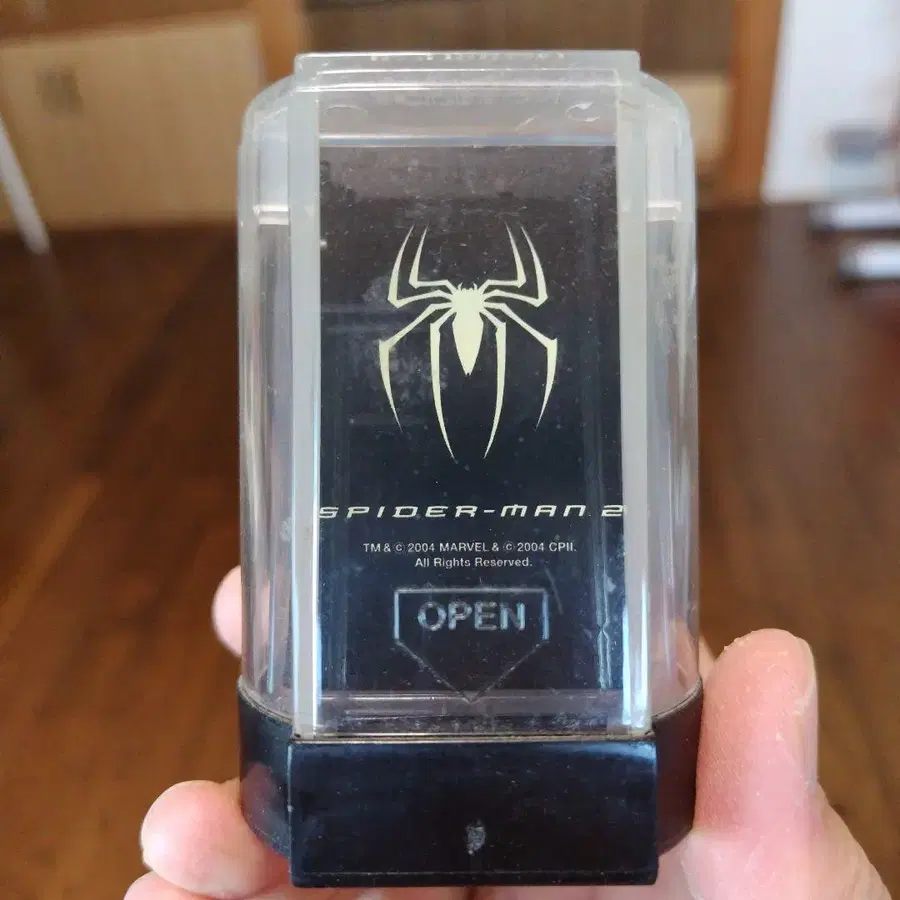 SPIDER-MAN 2
TM & © 2004 MARVEL & © 2004 CPII.
All Rights Reserved.
OPEN